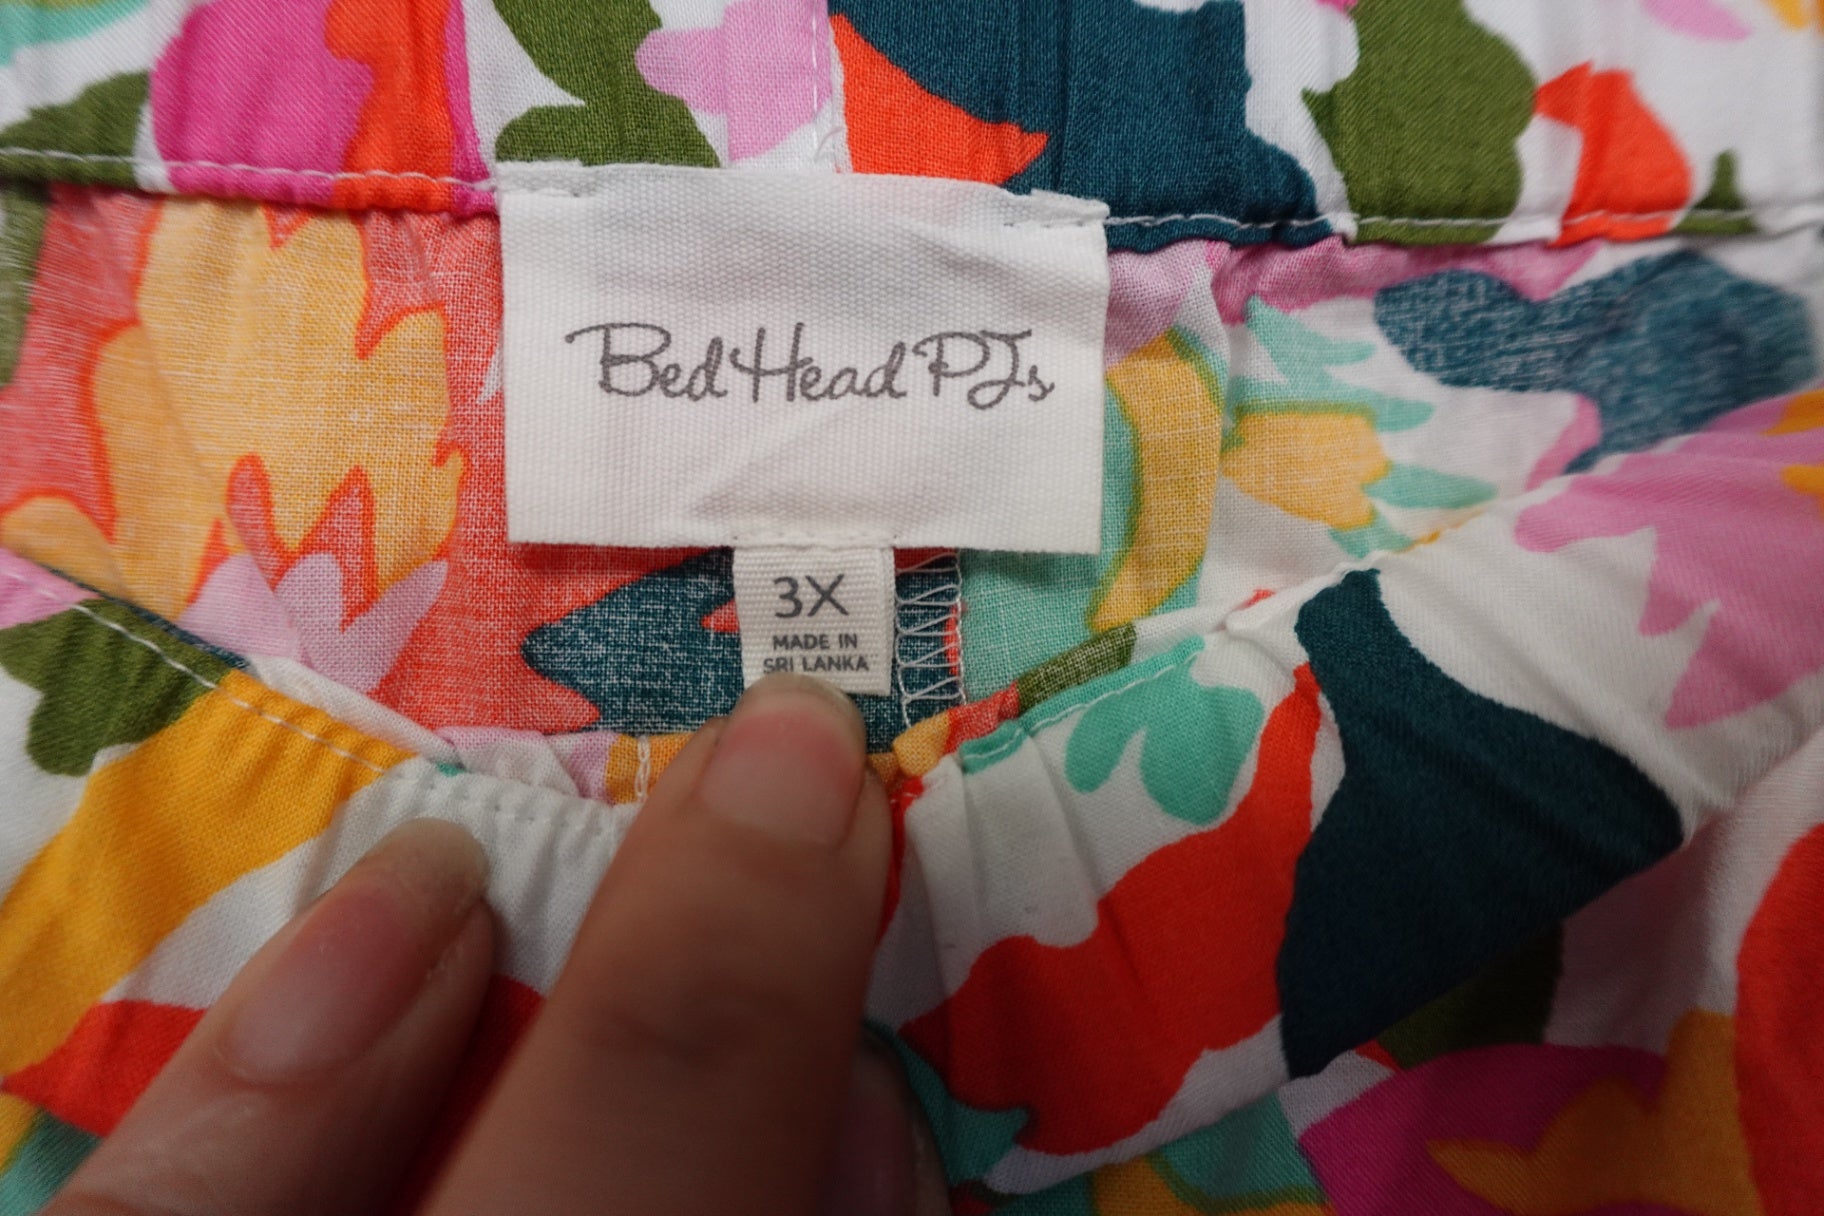 Bed Head PJs
3X
MADE IN
SRI LANKA